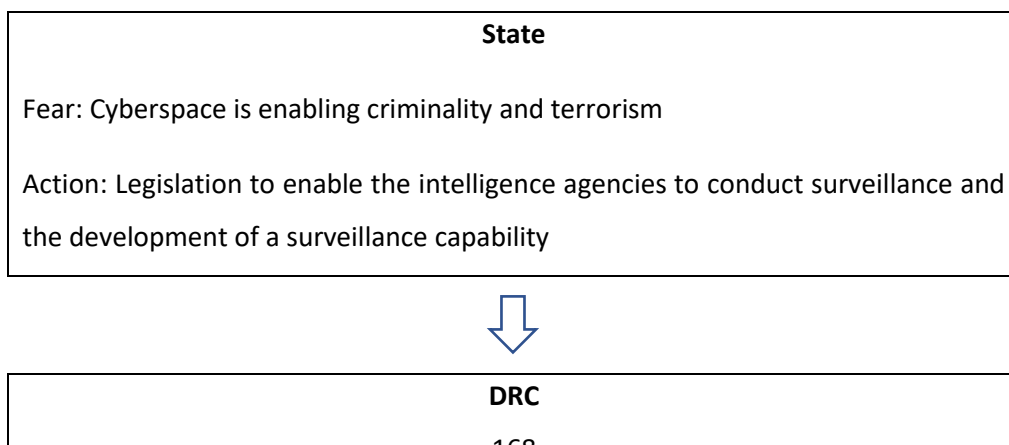 State
Fear: Cyberspace is enabling criminality and terrorism
Action: Legislation to enable the intelligence agencies to conduct surveillance and
the development of a surveillance capability
DRC
168